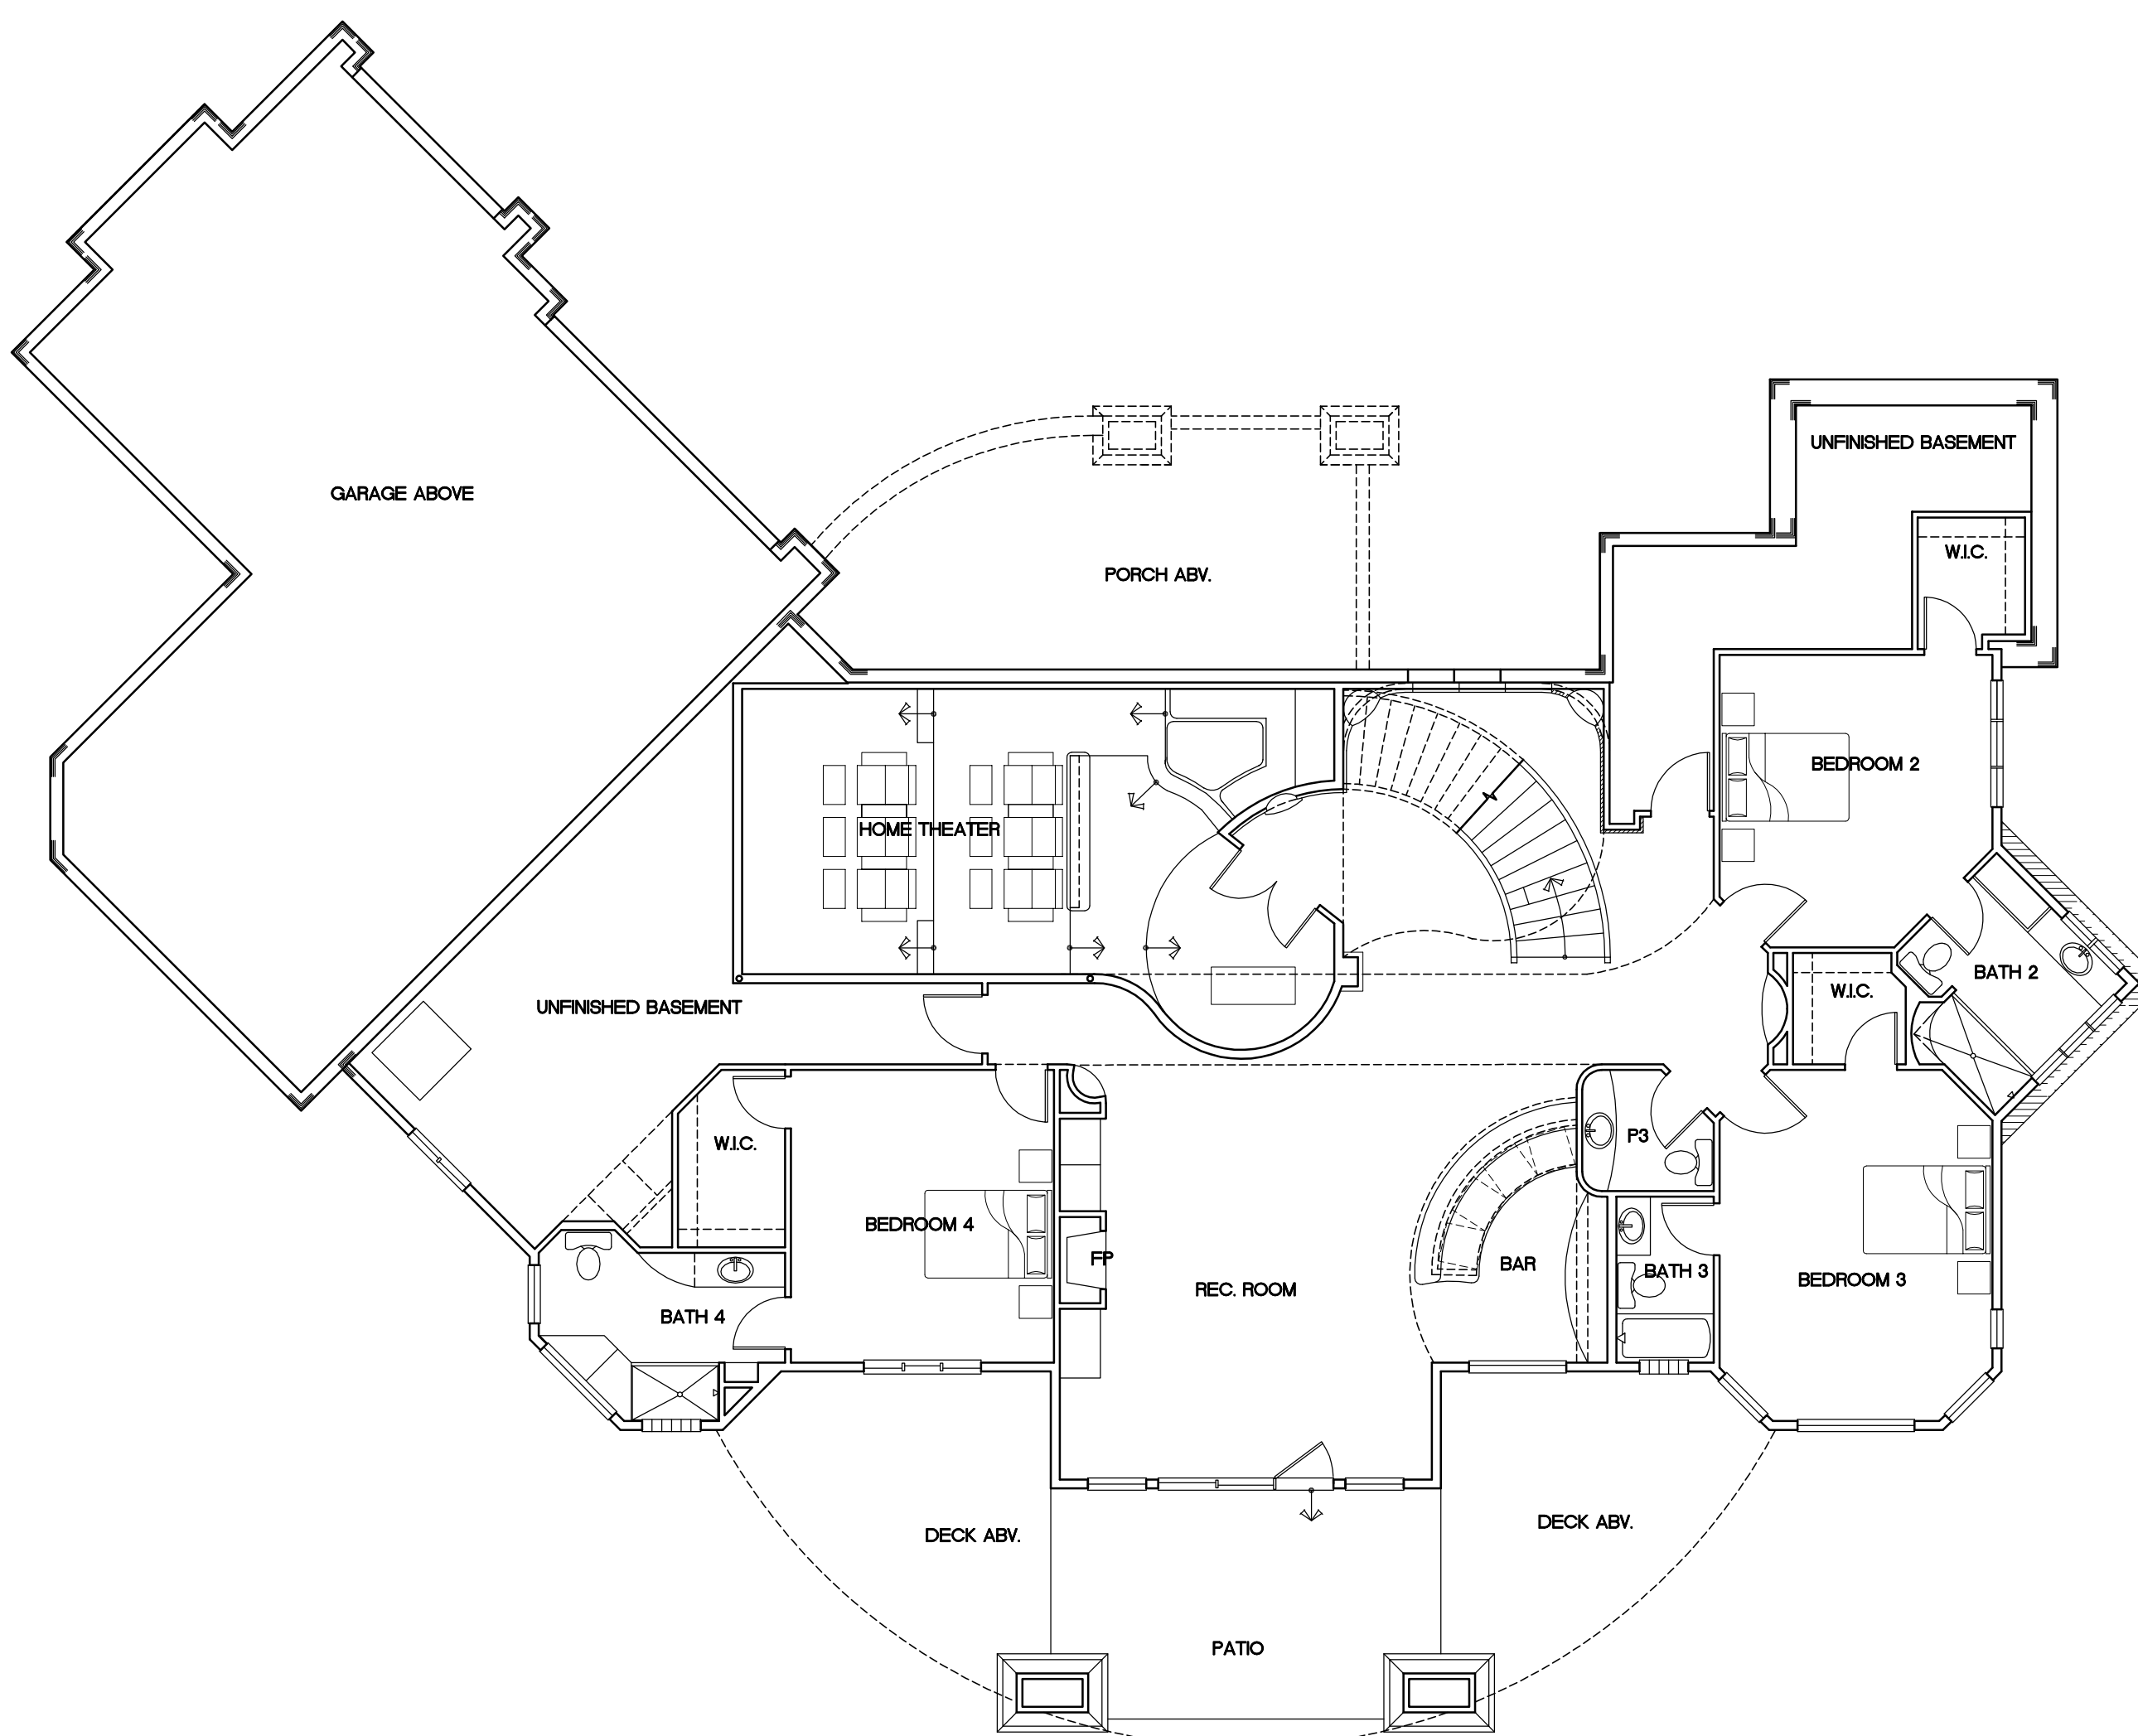 UNFINISHED BASEMENT
GARAGE ABOVE
W.I.C.
PORCH ABV.
BEDROOM 2
HOME THEATER
BATH 2
W.I.C.
UNFINISHED BASEMENT
P3
W.I.C.
BEDROOM 4
FP
BAR
BATH 3
BEDROOM 3
REC. ROOM
BATH 4
DECK ABV.
DECK ABV.
PATIO